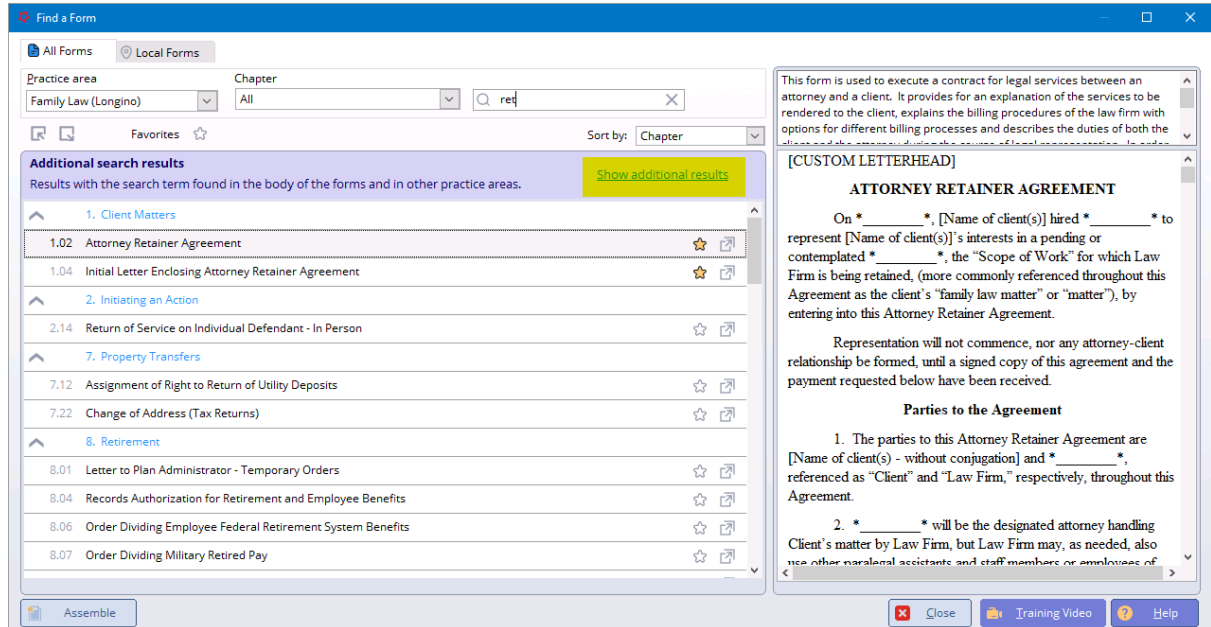 Find a Form
All Forms
Local Forms
Practice area
Chapter
Family Law (Longino)
All
ret
Favorites
Sort by:
Chapter
Additional search results
Results with the search term found in the body of the forms and in other practice areas.
Show additional results
1. Client Matters
1.02 Attorney Retainer Agreement
1.04 Initial Letter Enclosing Attorney Retainer Agreement
2. Initiating an Action
2.14 Return of Service on Individual Defendant - In Person
7. Property Transfers
7.12 Assignment of Right to Return of Utility Deposits
7.22 Change of Address (Tax Returns)
8. Retirement
8.01 Letter to Plan Administrator - Temporary Orders
8.04 Records Authorization for Retirement and Employee Benefits
8.06 Order Dividing Employee Federal Retirement System Benefits
8.07 Order Dividing Military Retired Pay
This form is used to execute a contract for legal services between an
attorney and a client. It provides for an explanation of the services to be
rendered to the client, explains the billing procedures of the law firm with
options for different billing processes and describes the duties of both the
[CUSTOM LETTERHEAD]
ATTORNEY RETAINER AGREEMENT
On *________*, [Name of client(s)] hired *________* to
represent [Name of client(s)]'s interests in a pending or
contemplated *________*, the “Scope of Work” for which Law
Firm is being retained, (more commonly referenced throughout this
Agreement as the client's “family law matter” or “matter”), by
entering into this Attorney Retainer Agreement.
Representation will not commence, nor any attorney-client
relationship be formed, until a signed copy of this agreement and the
payment requested below have been received.
Parties to the Agreement
1. The parties to this Attorney Retainer Agreement are
[Name of client(s) - without conjugation] and *________*,
referenced as “Client” and “Law Firm,” respectively, throughout this
Agreement.
2. *________* will be the designated attorney handling
Client's matter by Law Firm, but Law Firm may, as needed, also
use other paralegal assistants and staff members or employees of
Assemble
Close
Training Video
Help